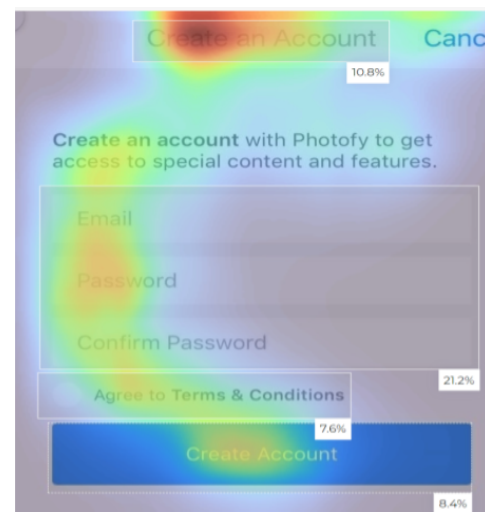 Create an Account
Canc
10.8%
Create an account with Photofy to get
access to special content and features.
Email
Password
Confirm Password
21.2%
Agree to Terms & Conditions
7.6%
Create Account
8.4%